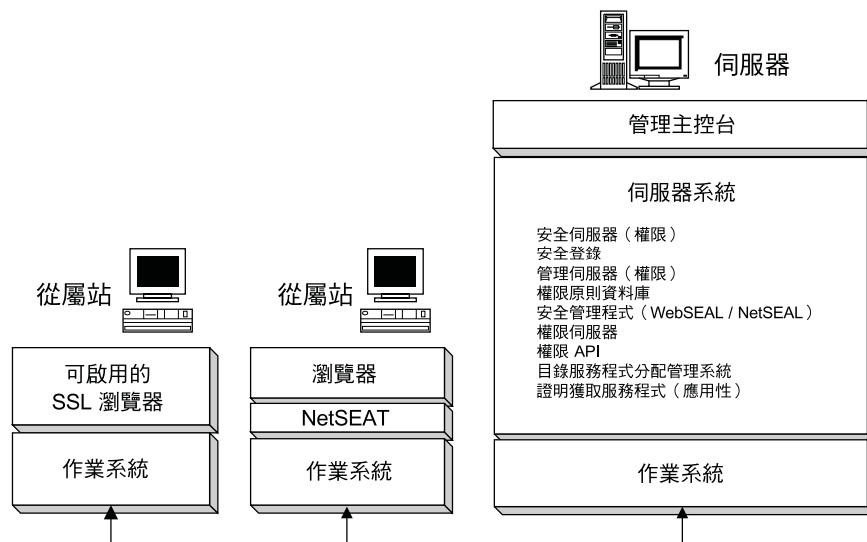 伺服器
管理主控台
伺服器系統
安全伺服器（權限）
安全登錄
管理伺服器（權限）
權限原則資料庫
安全管理程式（WebSEAL / NetSEAL）
權限伺服器
權限 API
目錄服務程式分配管理系統
證明獲取服務程式（應用性）
作業系統
從屬站
可啟用的
SSL 瀏覽器
作業系統
從屬站
瀏覽器
NetSEAT
作業系統